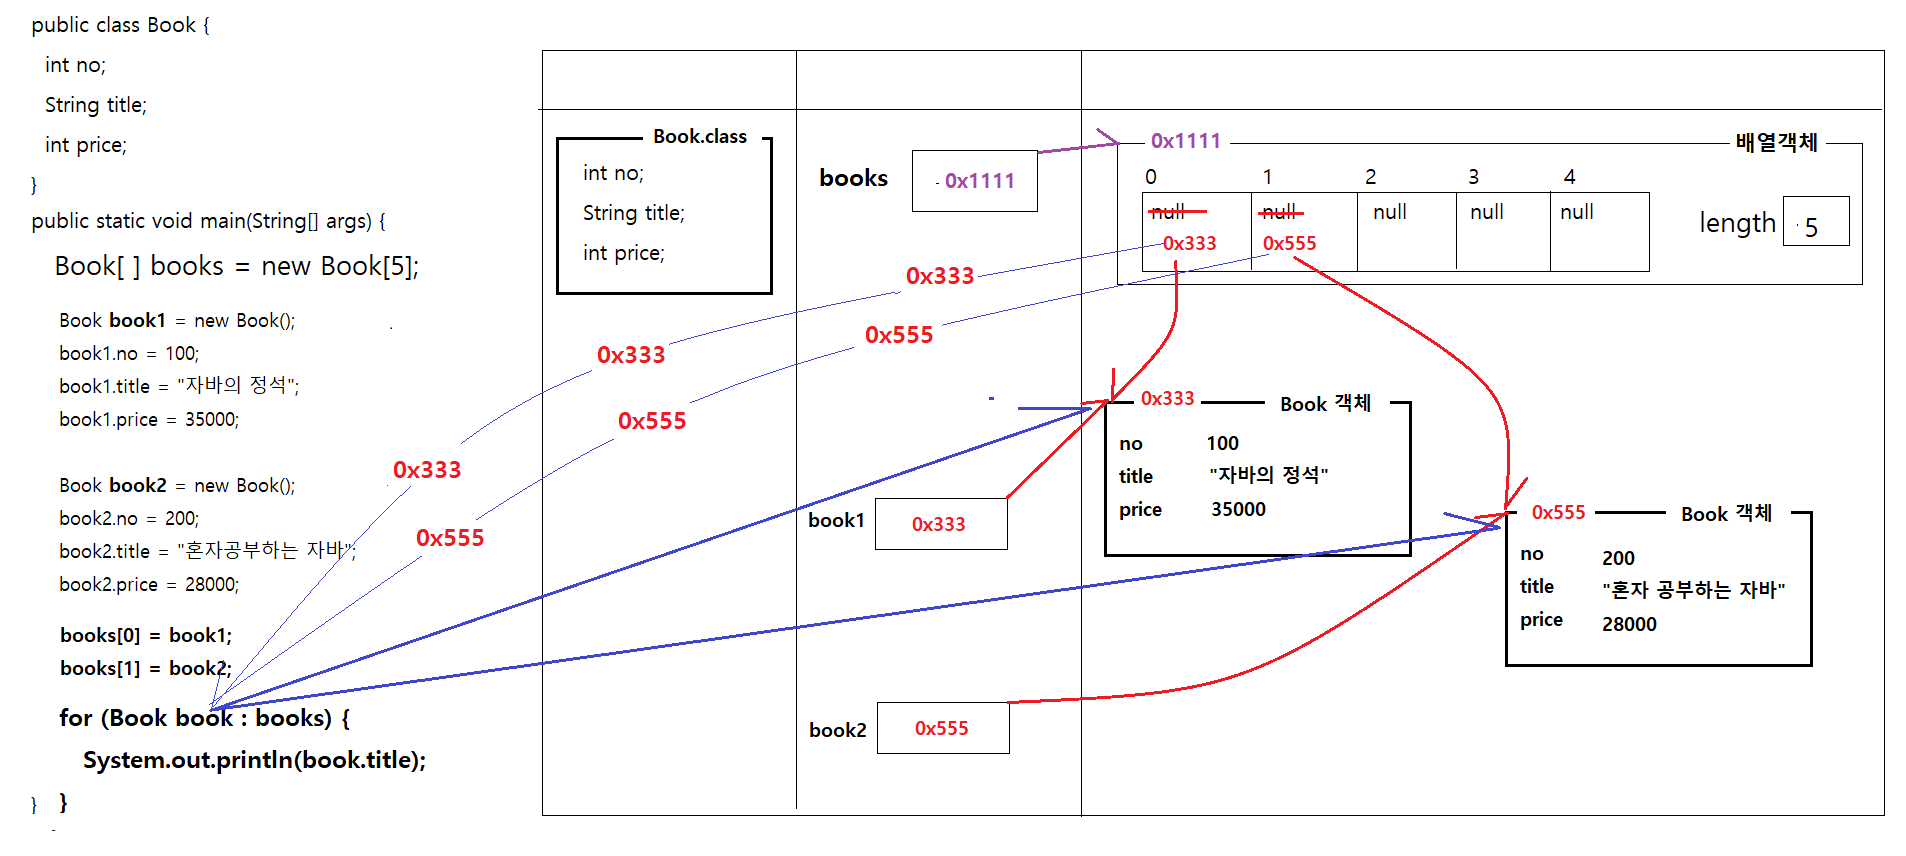 public class Book {
int no;
String title;
int price;
}
public static void main(String[] args) {
Book[ ] books = new Book[5];
Book book1 = new Book();
book1.no = 100;
book1.title = "자바의 정석";
book1.price = 35000;
Book book2 = new Book();
book2.no = 200;
book2.title = "혼자공부하는 자바";
book2.price = 28000;
books[0] = book1;
books[1] = book2;
for (Book book : books) {
System.out.println(book.title);
} }
Book.class
int no;
String title;
int price;
books
0x1111
0x1111
배열객체
0 1 2 3 4
null null null null null
0x333 0x555
length 5
0x333
0x555
0x333
0x555
0x333
0x555
book1
0x333
0x333
Book 객체
no 100
title "자바의 정석"
price 35000
0x555
Book 객체
no 200
title "혼자 공부하는 자바"
price 28000
book2
0x555